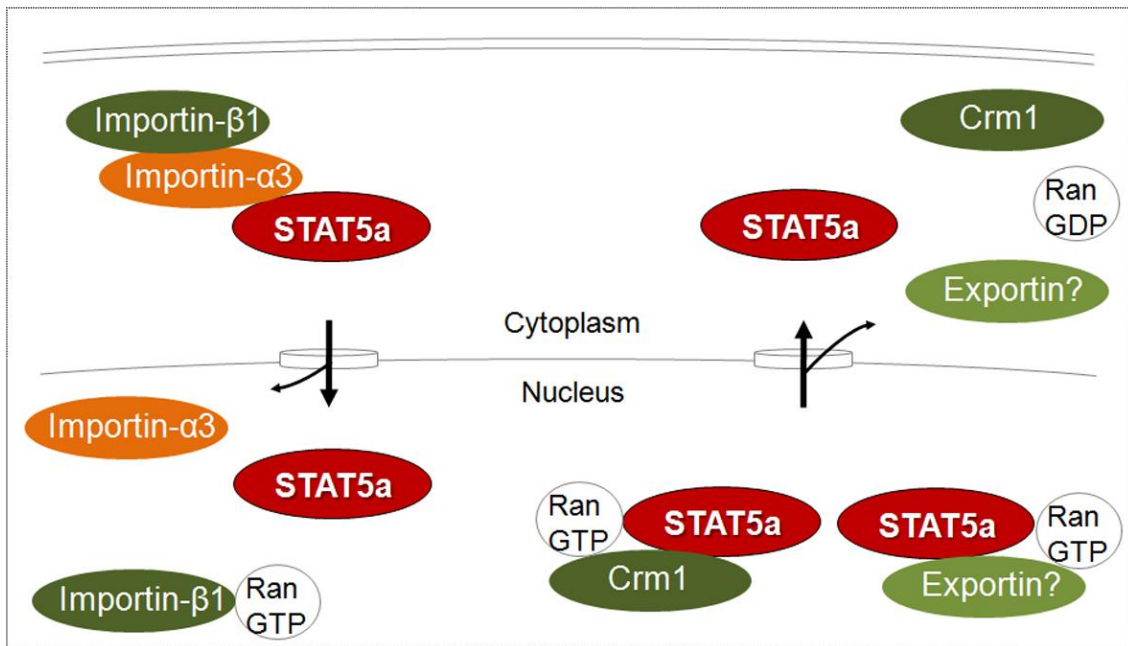 Importin-β1
Importin-α3
STAT5a
Crm1
STAT5a
Ran
GDP
Exportin?
Cytoplasm
Nucleus
Importin-α3
STAT5a
Importin-β1
Ran
GTP
Ran
GTP
STAT5a
Crm1
STAT5a
Ran
GTP
Exportin?